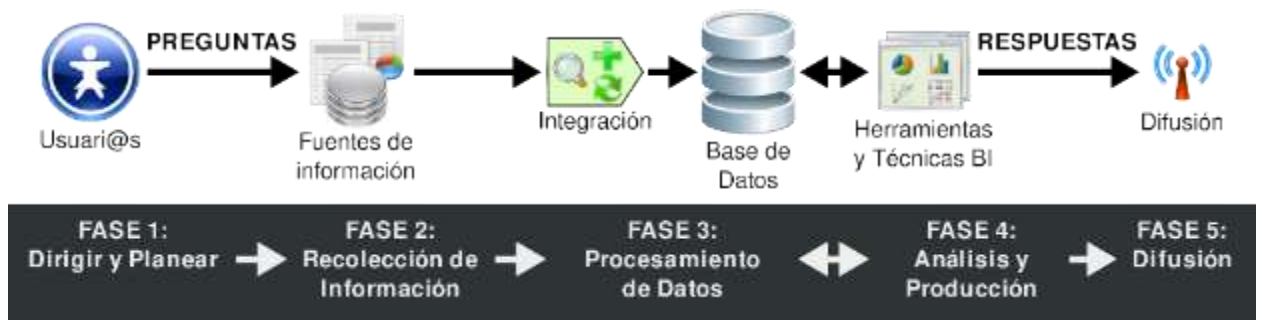 PREGUNTAS
RESPUESTAS
Usuari@s
Fuentes de
información
Integración
Base de
Datos
Herramientas
y Técnicas BI
Difusión
FASE 1:
Dirigir y Planear
FASE 2:
Recolección de
Información
FASE 3:
Procesamiento
de Datos
FASE 4:
Análisis y
Producción
FASE 5:
Difusión